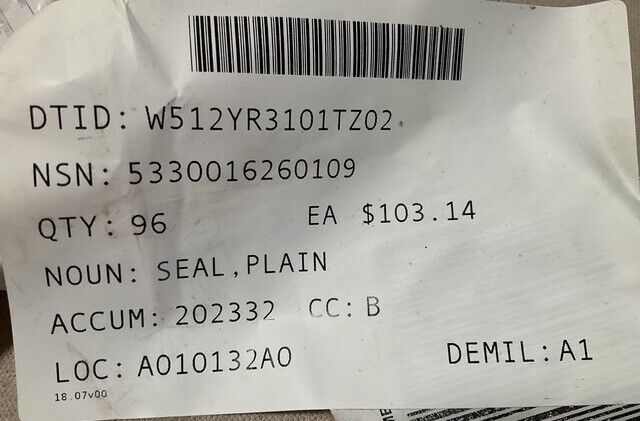 DTID: W512YR3101TZ02
NSN: 5330016260109
QTY: 96 EA $103.14
NOUN: SEAL,PLAIN
ACCUM: 202332 CC: B
LOC: A010132A0 DEMIL: A1
18.07v00